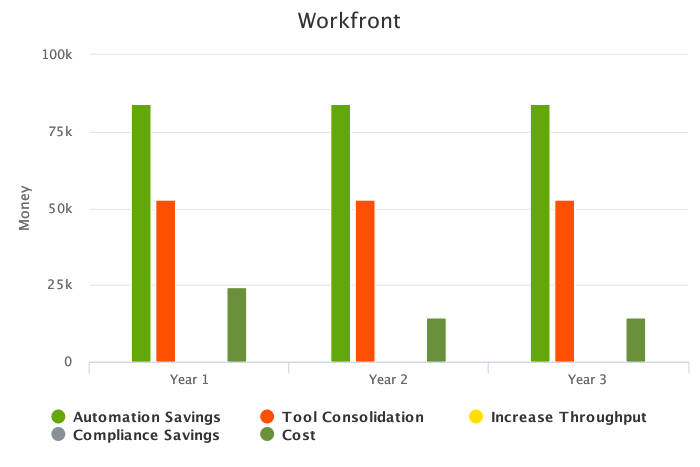 Workfront
100k
75k
50k
25k
0
Money
Year 1 Year 2 Year 3
Automation Savings Tool Consolidation Increase Throughput
Compliance Savings Cost